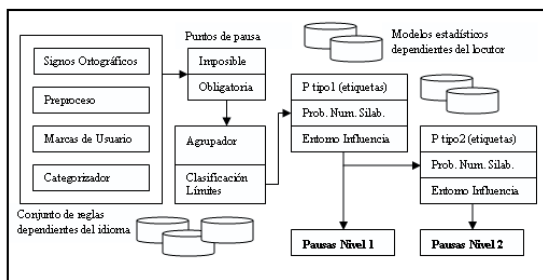 Signos Ortográficos
Preproceso
Marcas de Usuario
Categorizador
Conjunto de reglas
dependientes del idioma
Puntos de pausa
Imposible
Obligatoria
Agrupador
Clasificación
Límites
Modelos estadísticos
dependientes del locutor
P tipo1 (etiquetas)
Prob. Num. Silab.
Entorno Influencia
P tipo2 (etiquetas)
Prob. Num. Silab.
Entorno Influencia
Pausas Nivel 1
Pausas Nivel 2